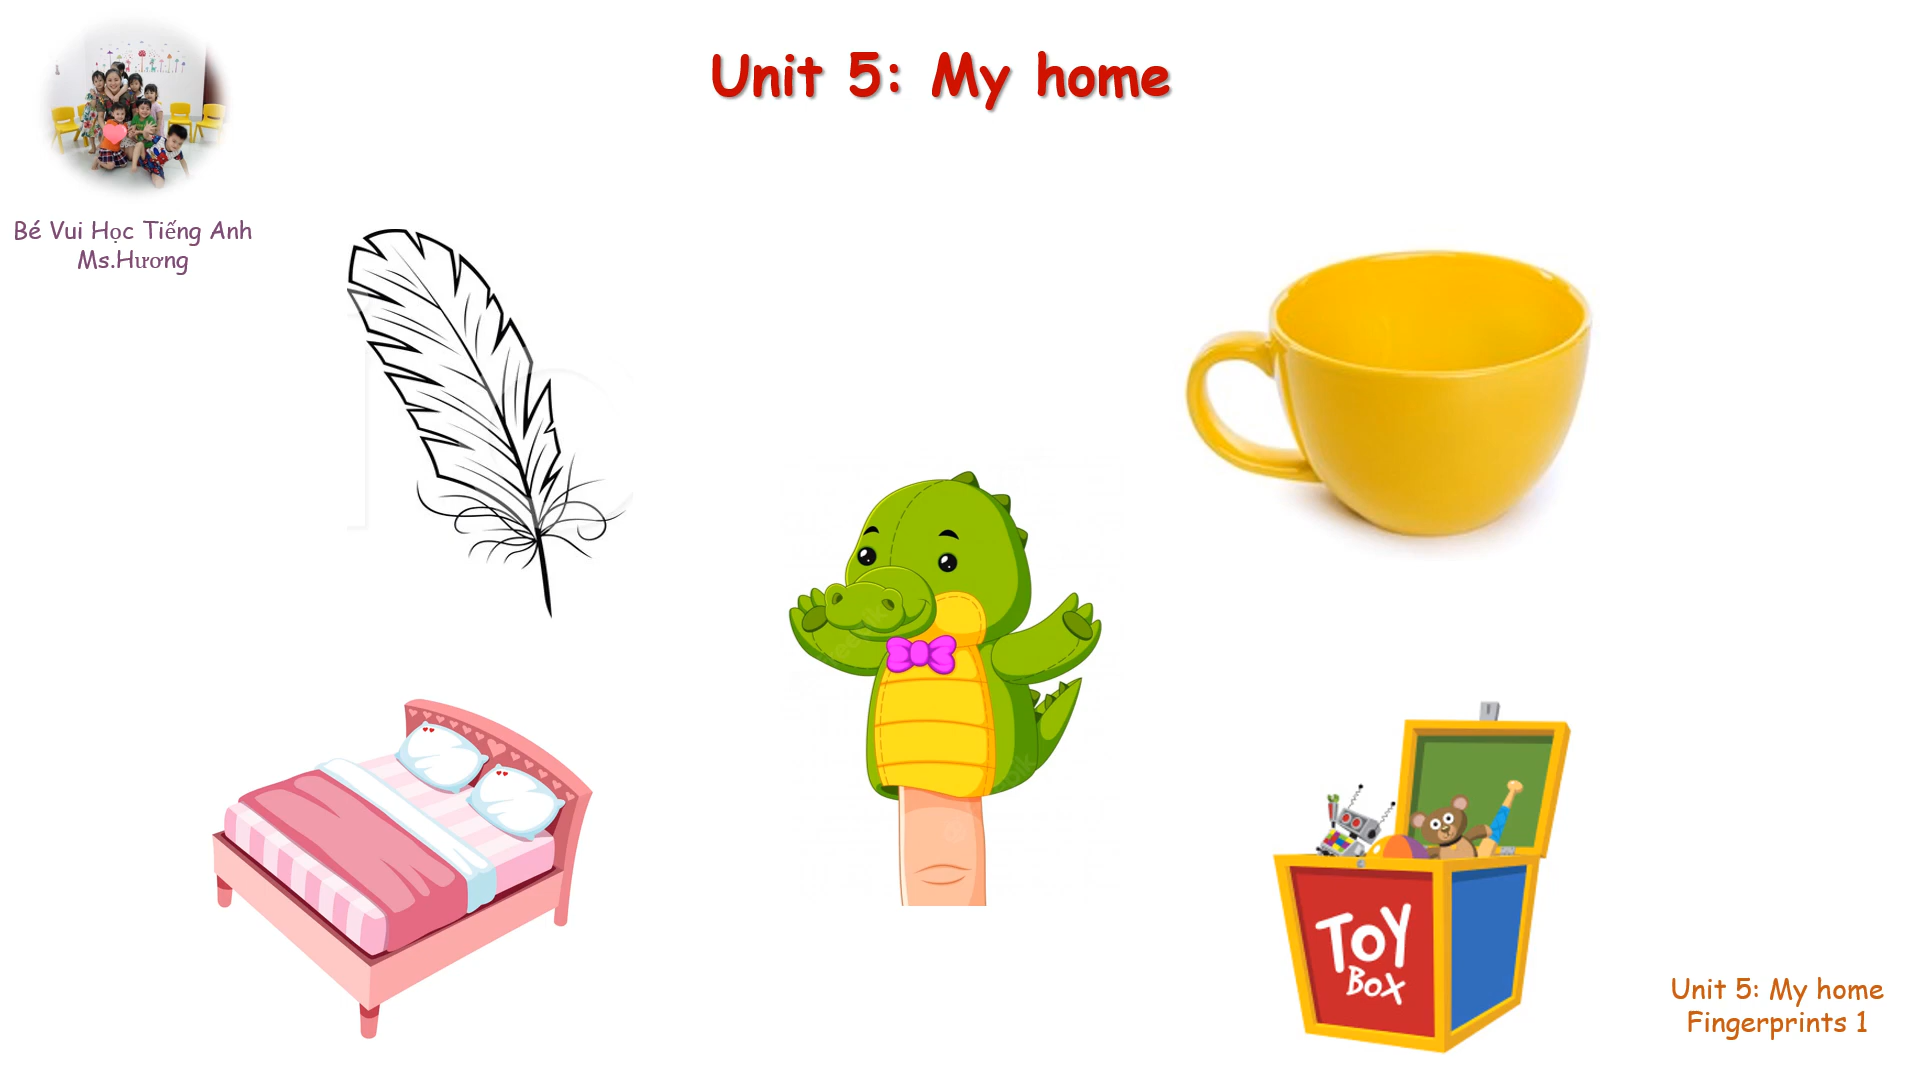 Unit 5: My home
Bé Vui Học Tiếng Anh
Ms.Hương
TOY
BOX
Unit 5: My home
Fingerprints 1